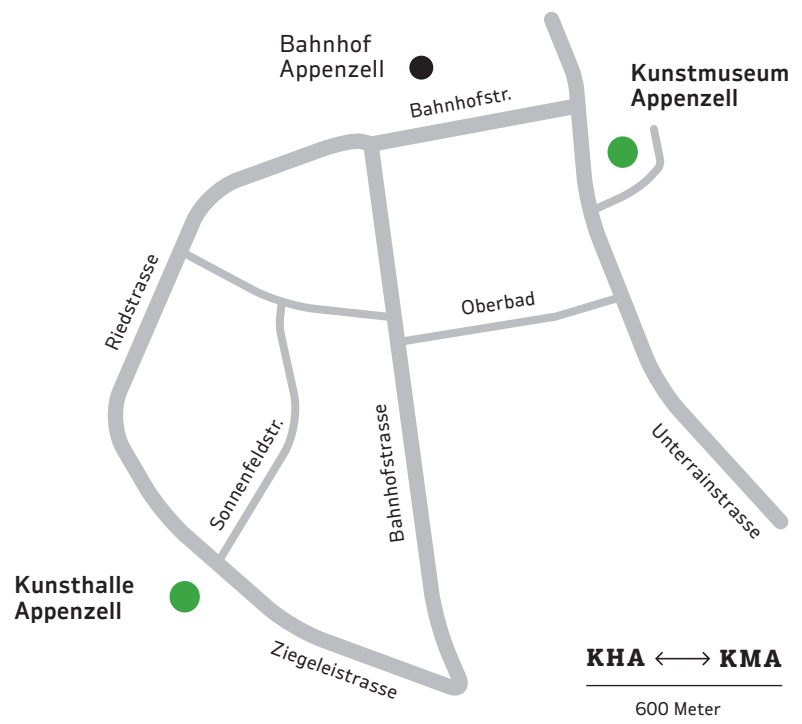 Bahnhof
Appenzell
Kunstmuseum
Appenzell
Bahnhofstr.
Riedstrasse
Oberbad
Bahnhofstrasse
Sonnenfeldstr.
Unterrainstrasse
Kunsthalle
Appenzell
Ziegeleistrasse
KHA ⟷ KMA
600 Meter